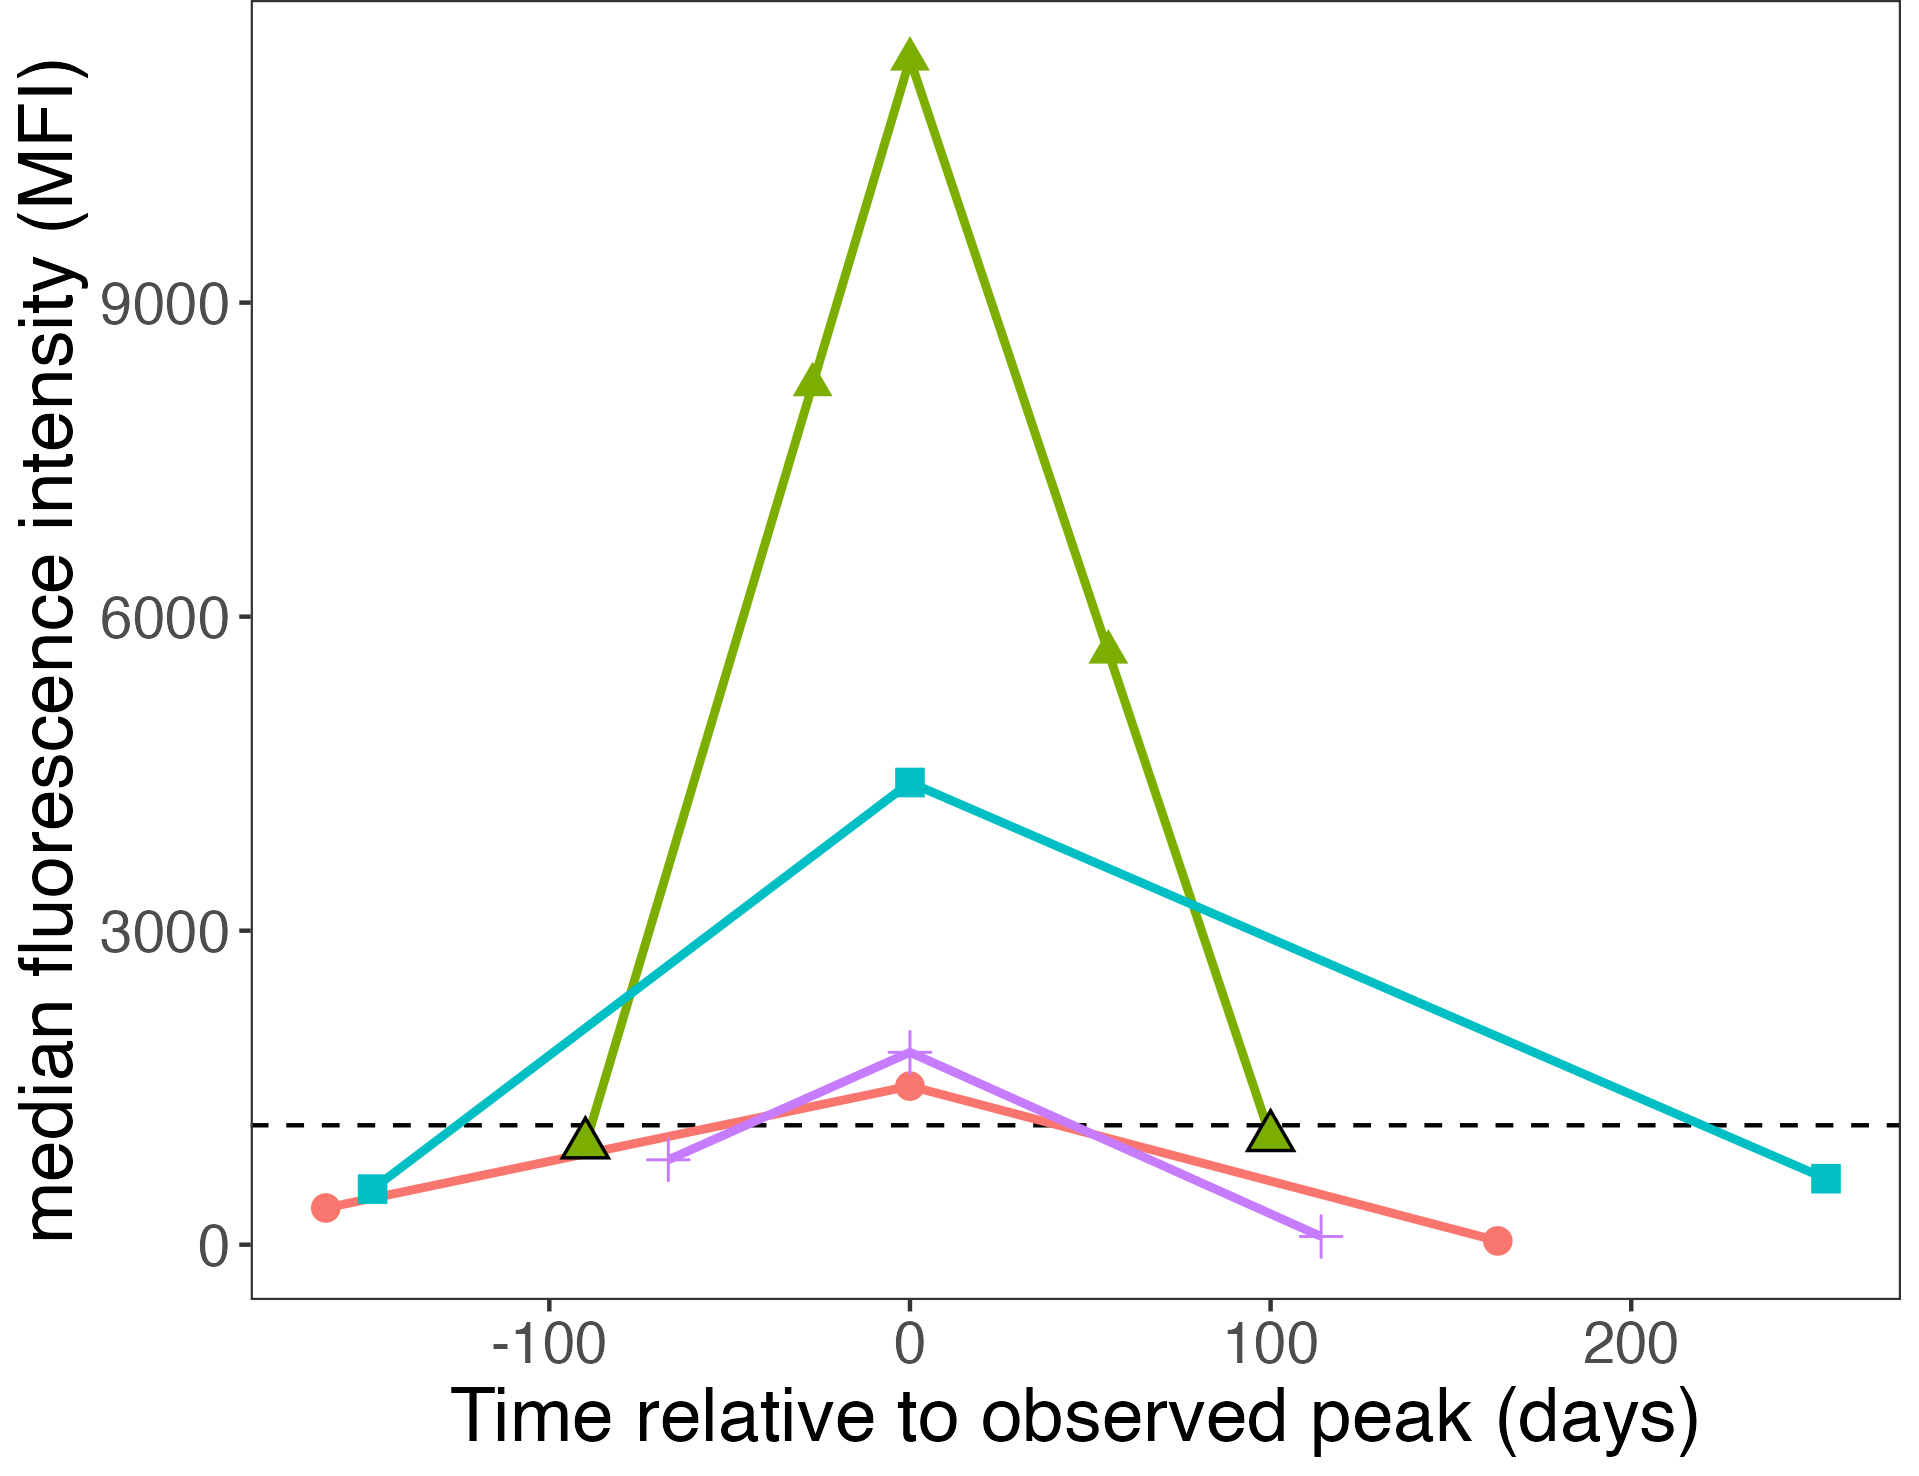 median fluorescence intensity (MFI)
9000
6000
3000
0
-100 0 100 200
Time relative to observed peak (days)